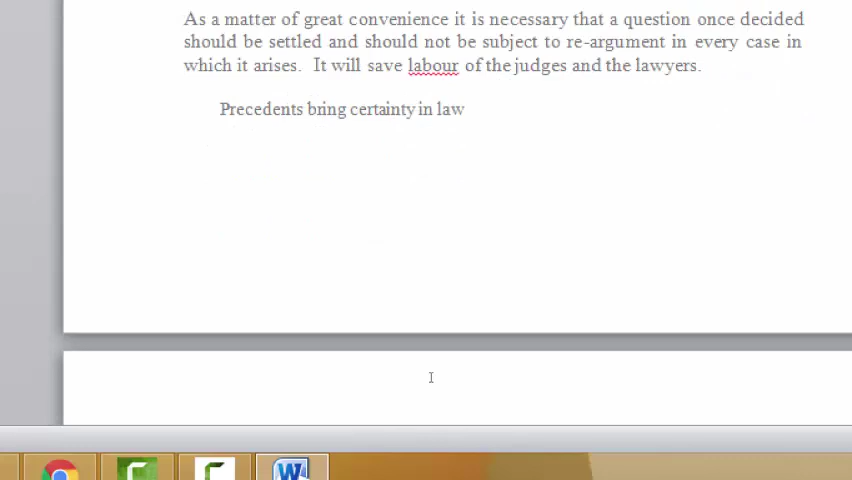 As a matter of great convenience it is necessary that a question once decided
should be settled and should not be subject to re-argument in every case in
which it arises.  It will save labour of the judges and the lawyers.
Precedents bring certainty in law